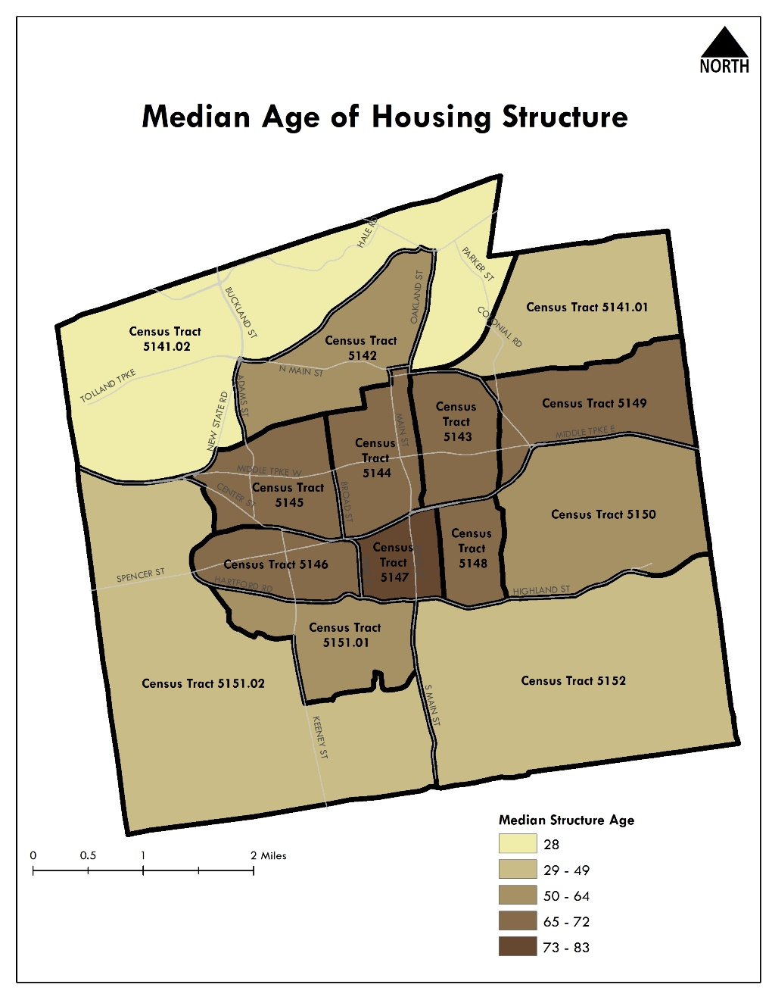 NORTH
Median Age of Housing Structure
HALE RD
PARKER ST
BUCKLAND ST
OAKLAND ST
Census Tract 5141.01
COLONIAL RD
Census Tract
5141.02
Census Tract
5142
TOLLAND TPKE
N MAIN ST
ADAMS ST
NEW STATE RD
MAIN ST
Census
Tract
5143
Census Tract 5149
MIDDLE TPKE E
Census
Tract
5144
MIDDLE TPKE W
CENTER ST
Census Tract
5145
BROAD ST
Census Tract 5150
Census Tract 5146
Census
Tract
5147
Census
Tract
5148
SPENCER ST
HARTFORD RD
HIGHLAND ST
Census Tract
5151.01
Census Tract 5151.02
Census Tract 5152
S MAIN ST
KEENEY ST
Median Structure Age
28
29 - 49
50 - 64
65 - 72
73 - 83
0 0.5 1 2 Miles